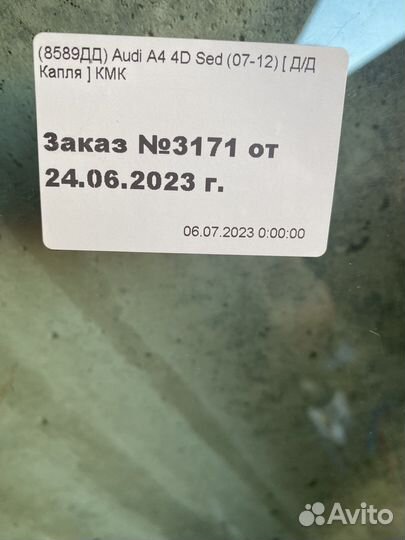 (8589ДД) Audi A4 4D Sed (07-12) [ Д/Д
Капля ] КМК
Заказ №3171 от
24.06.2023 г.
06.07.2023 0:00:00
Avito